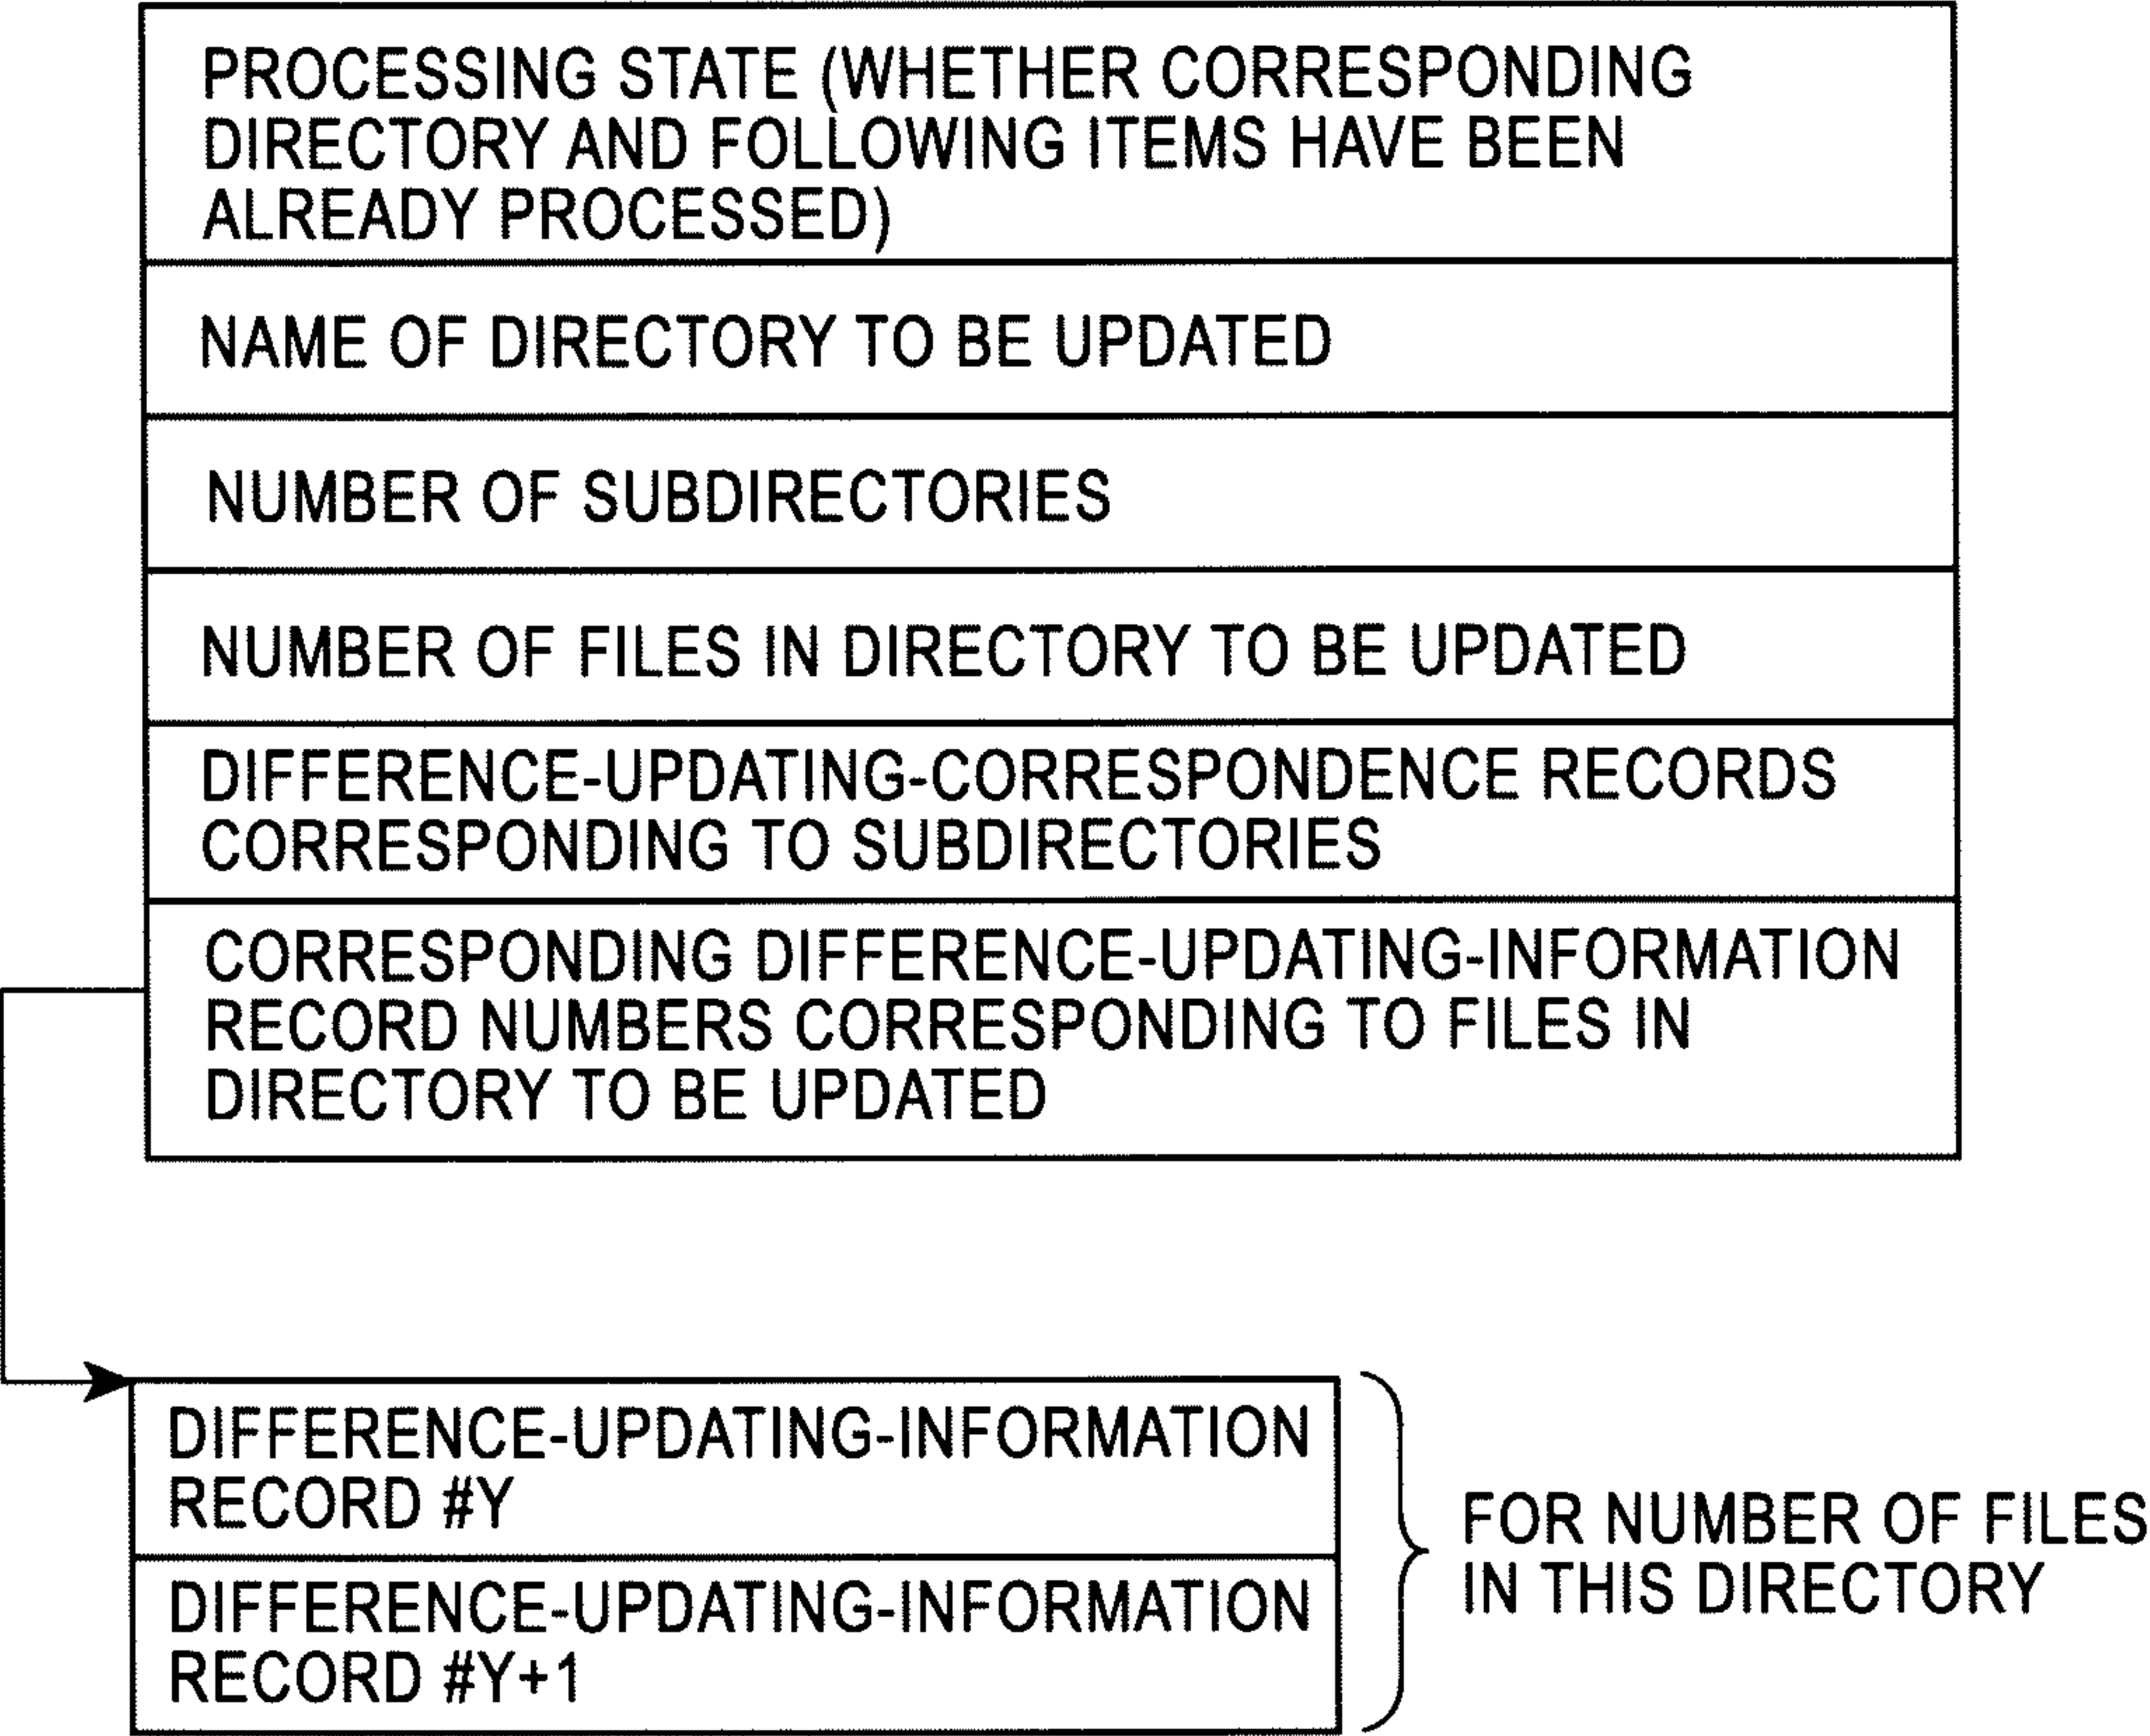 PROCESSING STATE (WHETHER CORRESPONDING
DIRECTORY AND FOLLOWING ITEMS HAVE BEEN
ALREADY PROCESSED)
NAME OF DIRECTORY TO BE UPDATED
NUMBER OF SUBDIRECTORIES
NUMBER OF FILES IN DIRECTORY TO BE UPDATED
DIFFERENCE-UPDATING-CORRESPONDENCE RECORDS
CORRESPONDING TO SUBDIRECTORIES
CORRESPONDING DIFFERENCE-UPDATING-INFORMATION
RECORD NUMBERS CORRESPONDING TO FILES IN
DIRECTORY TO BE UPDATED
DIFFERENCE-UPDATING-INFORMATION
RECORD #Y
DIFFERENCE-UPDATING-INFORMATION
RECORD #Y+1
FOR NUMBER OF FILES
IN THIS DIRECTORY